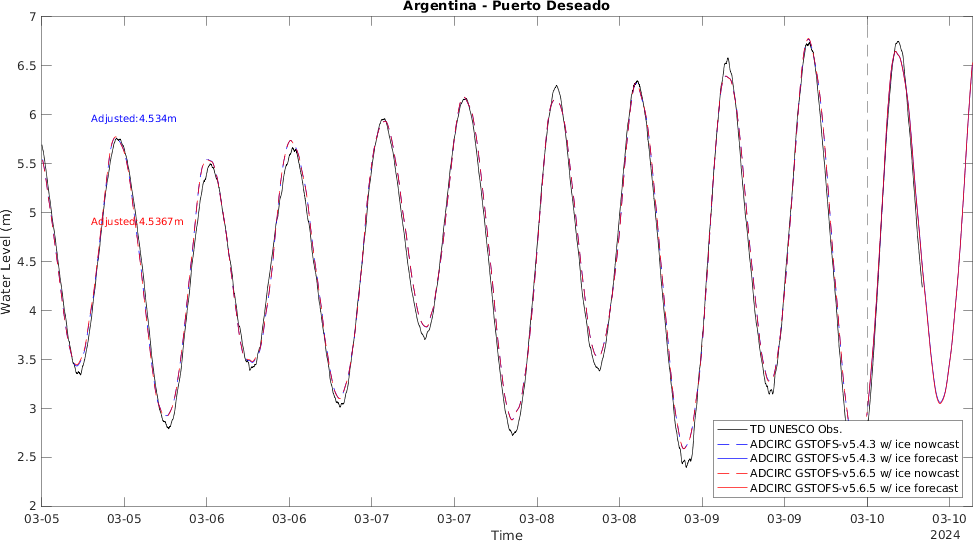 Argentina - Puerto Deseado
Water Level (m)
7
6.5
6
5.5
5
4.5
4
3.5
3
2.5
2
Adjusted:4.534m
Adjusted:4.5367m
TD UNESCO Obs.
ADCIRC GSTOFS-v5.4.3 w/ ice nowcast
ADCIRC GSTOFS-v5.4.3 w/ ice forecast
ADCIRC GSTOFS-v5.6.5 w/ ice nowcast
ADCIRC GSTOFS-v5.6.5 w/ ice forecast
03-05 03-05 03-06 03-06 03-07 03-07 03-08 03-08 03-09 03-09 03-10 03-10
2024
Time